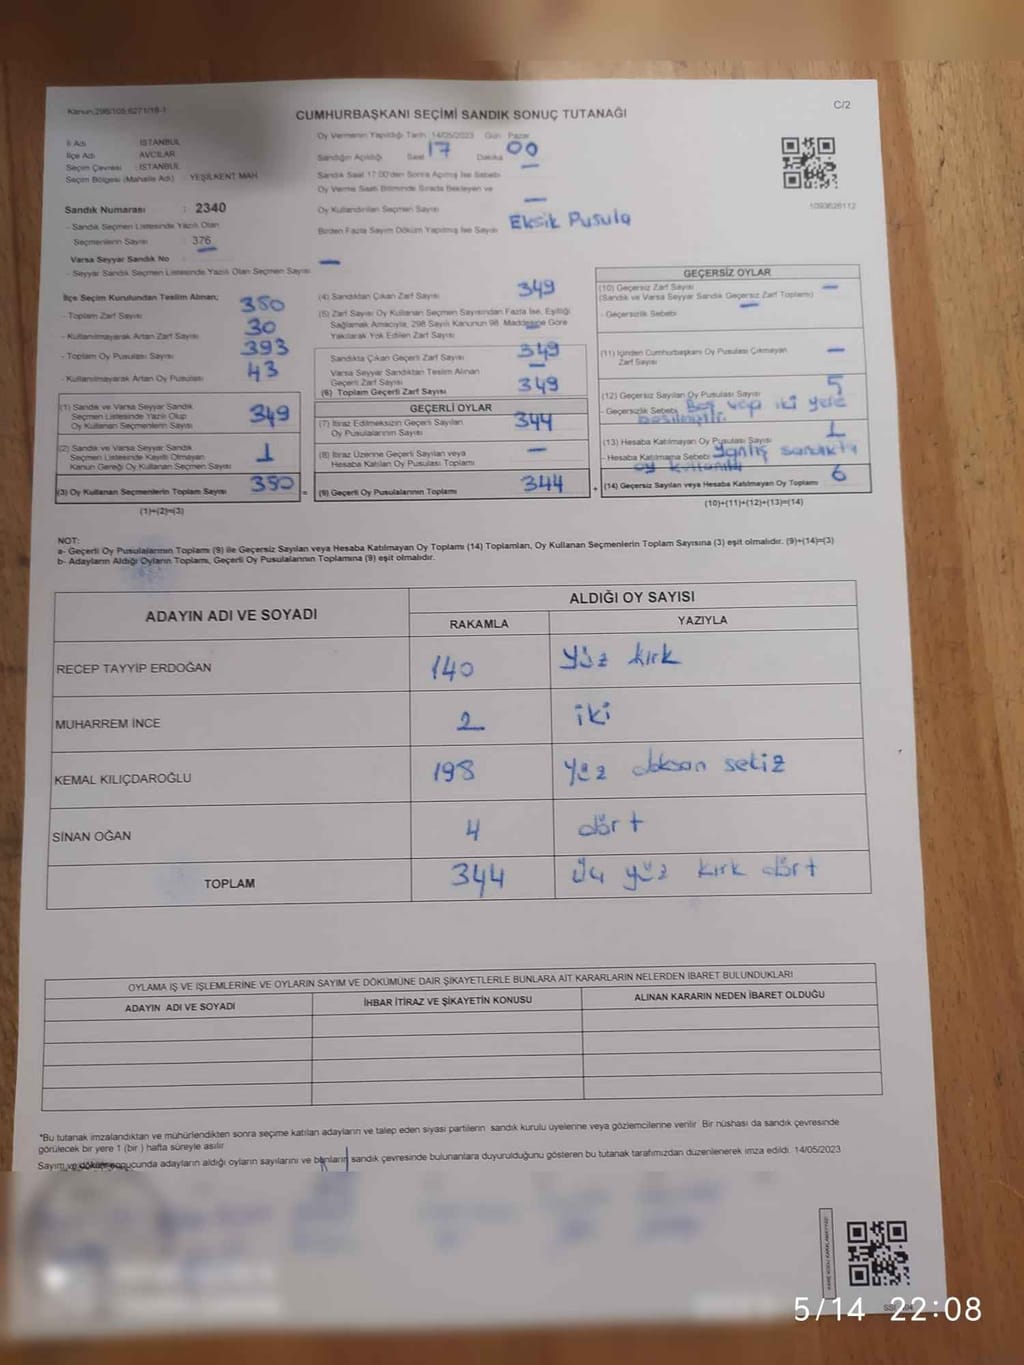 Kanun:298/105;6271/18-1
C/2
CUMHURBAŞKANI SEÇİMİ SANDIK SONUÇ TUTANAĞI
İl Adı : İSTANBUL
İlçe Adı : AVCILAR
Seçim Çevresi : İSTANBUL
Seçim Bölgesi (Mahalle Adı) : YEŞİLKENT MAH
Sandık Numarası : 2340
- Sandık Seçmen Listesinde Yazılı Olan
Seçmenlerin Sayısı : 376
Varsa Seyyar Sandık No
- Seyyar Sandık Seçmen Listesinde Yazılı Olan Seçmen Sayısı
Oy Vermenin Yapıldığı Tarih 14/05/2023 Gün Pazar
Sandığın Açıldığı Saat 17 Dakika 00
Sandık Saat 17:00'den Sonra Açılmış İse Sebebi —
Oy Verme Saati Bitiminde Sırada Bekleyen ve
Oy Kullandırılan Seçmen Sayısı —
Birden Fazla Sayım Döküm Yapılmış İse Sayısı Eksik Pusula
1093628112
İlçe Seçim Kurulundan Teslim Alınan;
- Toplam Zarf Sayısı 350
- Kullanılmayarak Artan Zarf Sayısı 30
- Toplam Oy Pusulası Sayısı 393
- Kullanılmayarak Artan Oy Pusulası 43
(1) Sandık ve Varsa Seyyar Sandık
Seçmen Listesinde Yazılı Olup
Oy Kullanan Seçmenlerin Sayısı 349
(2) Sandık ve Varsa Seyyar Sandık
Seçmen Listesinde Kayıtlı Olmayan
Kanun Gereği Oy Kullanan Seçmen Sayısı 1
(3) Oy Kullanan Seçmenlerin Toplam Sayısı 350 =
(1)+(2)=(3)
(4) Sandıktan Çıkan Zarf Sayısı 349
(5) Zarf Sayısı Oy Kullanan Seçmen Sayısından Fazla İse, Eşitliği
Sağlamak Amacıyla, 298 Sayılı Kanunun 98. Maddesine Göre
Yakılarak Yok Edilen Zarf Sayısı —
Sandıkta Çıkan Geçerli Zarf Sayısı 349
Varsa Seyyar Sandıktan Teslim Alınan
Geçerli Zarf Sayısı —
(6) Toplam Geçerli Zarf Sayısı 349
GEÇERLİ OYLAR
(7) İtiraz Edilmeksizin Geçerli Sayılan
Oy Pusulalarının Sayısı 344
(8) İtiraz Üzerine Geçerli Sayılan veya
Hesaba Katılan Oy Pusulası Toplamı —
(9) Geçerli Oy Pusulalarının Toplamı 344 +
GEÇERSİZ OYLAR
(10) Geçersiz Zarf Sayısı —
(Sandık ve Varsa Seyyar Sandık Geçersiz Zarf Toplamı)
- Geçersizlik Sebebi —
(11) İçinden Cumhurbaşkanı Oy Pusulası Çıkmayan
Zarf Sayısı —
(12) Geçersiz Sayılan Oy Pusulası Sayısı 5
- Geçersizlik Sebebi Boş iki yere
basılmıştır.
(13) Hesaba Katılmayan Oy Pusulası Sayısı 1
- Hesaba Katılmama Sebebi Yanlış sandıkta
oy kullanıldı
(14) Geçersiz Sayılan veya Hesaba Katılmayan Oy Toplamı 6
(10)+(11)+(12)+(13)=(14)
NOT:
a- Geçerli Oy Pusulalarının Toplamı (9) ile Geçersiz Sayılan veya Hesaba Katılmayan Oy Toplamı (14) Toplamları, Oy Kullanan Seçmenlerin Toplam Sayısına (3) eşit olmalıdır. (9)+(14)=(3)
b- Adayların Aldığı Oyların Toplamı, Geçerli Oy Pusulalarının Toplamına (9) eşit olmalıdır.
ADAYIN ADI VE SOYADI
ALDIĞI OY SAYISI
RAKAMLA YAZIYLA
RECEP TAYYİP ERDOĞAN 140 yüz kırk
MUHARREM İNCE 2 iki
KEMAL KILIÇDAROĞLU 198 yüz doksan sekiz
SİNAN OĞAN 4 dört
TOPLAM 344 üç yüz kırk dört
OYLAMA İŞ VE İŞLEMLERİNE VE OYLARIN SAYIM VE DÖKÜMÜNE DAİR ŞİKAYETLERLE BUNLARA AİT KARARLARIN NELERDEN İBARET BULUNDUKLARI
ADAYIN ADI VE SOYADI İHBAR İTİRAZ VE ŞİKAYETİN KONUSU ALINAN KARARIN NEDEN İBARET OLDUĞU
*Bu tutanak imzalandıktan ve mühürlendikten sonra seçime katılan adayların ve talep eden siyasi partilerin sandık kurulu üyelerine veya gözlemcilerine verilir. Bir nüshası da sandık çevresinde
görülecek bir yere 1 (bir ) hafta süreyle asılır
Sayım ve döküm sonucunda adayların aldığı oyların sayılarını ve bunların sandık çevresinde bulunanlara duyurulduğunu gösteren bu tutanak tarafımızdan düzenlenerek imza edildi. 14/05/2023
5/14 22:08